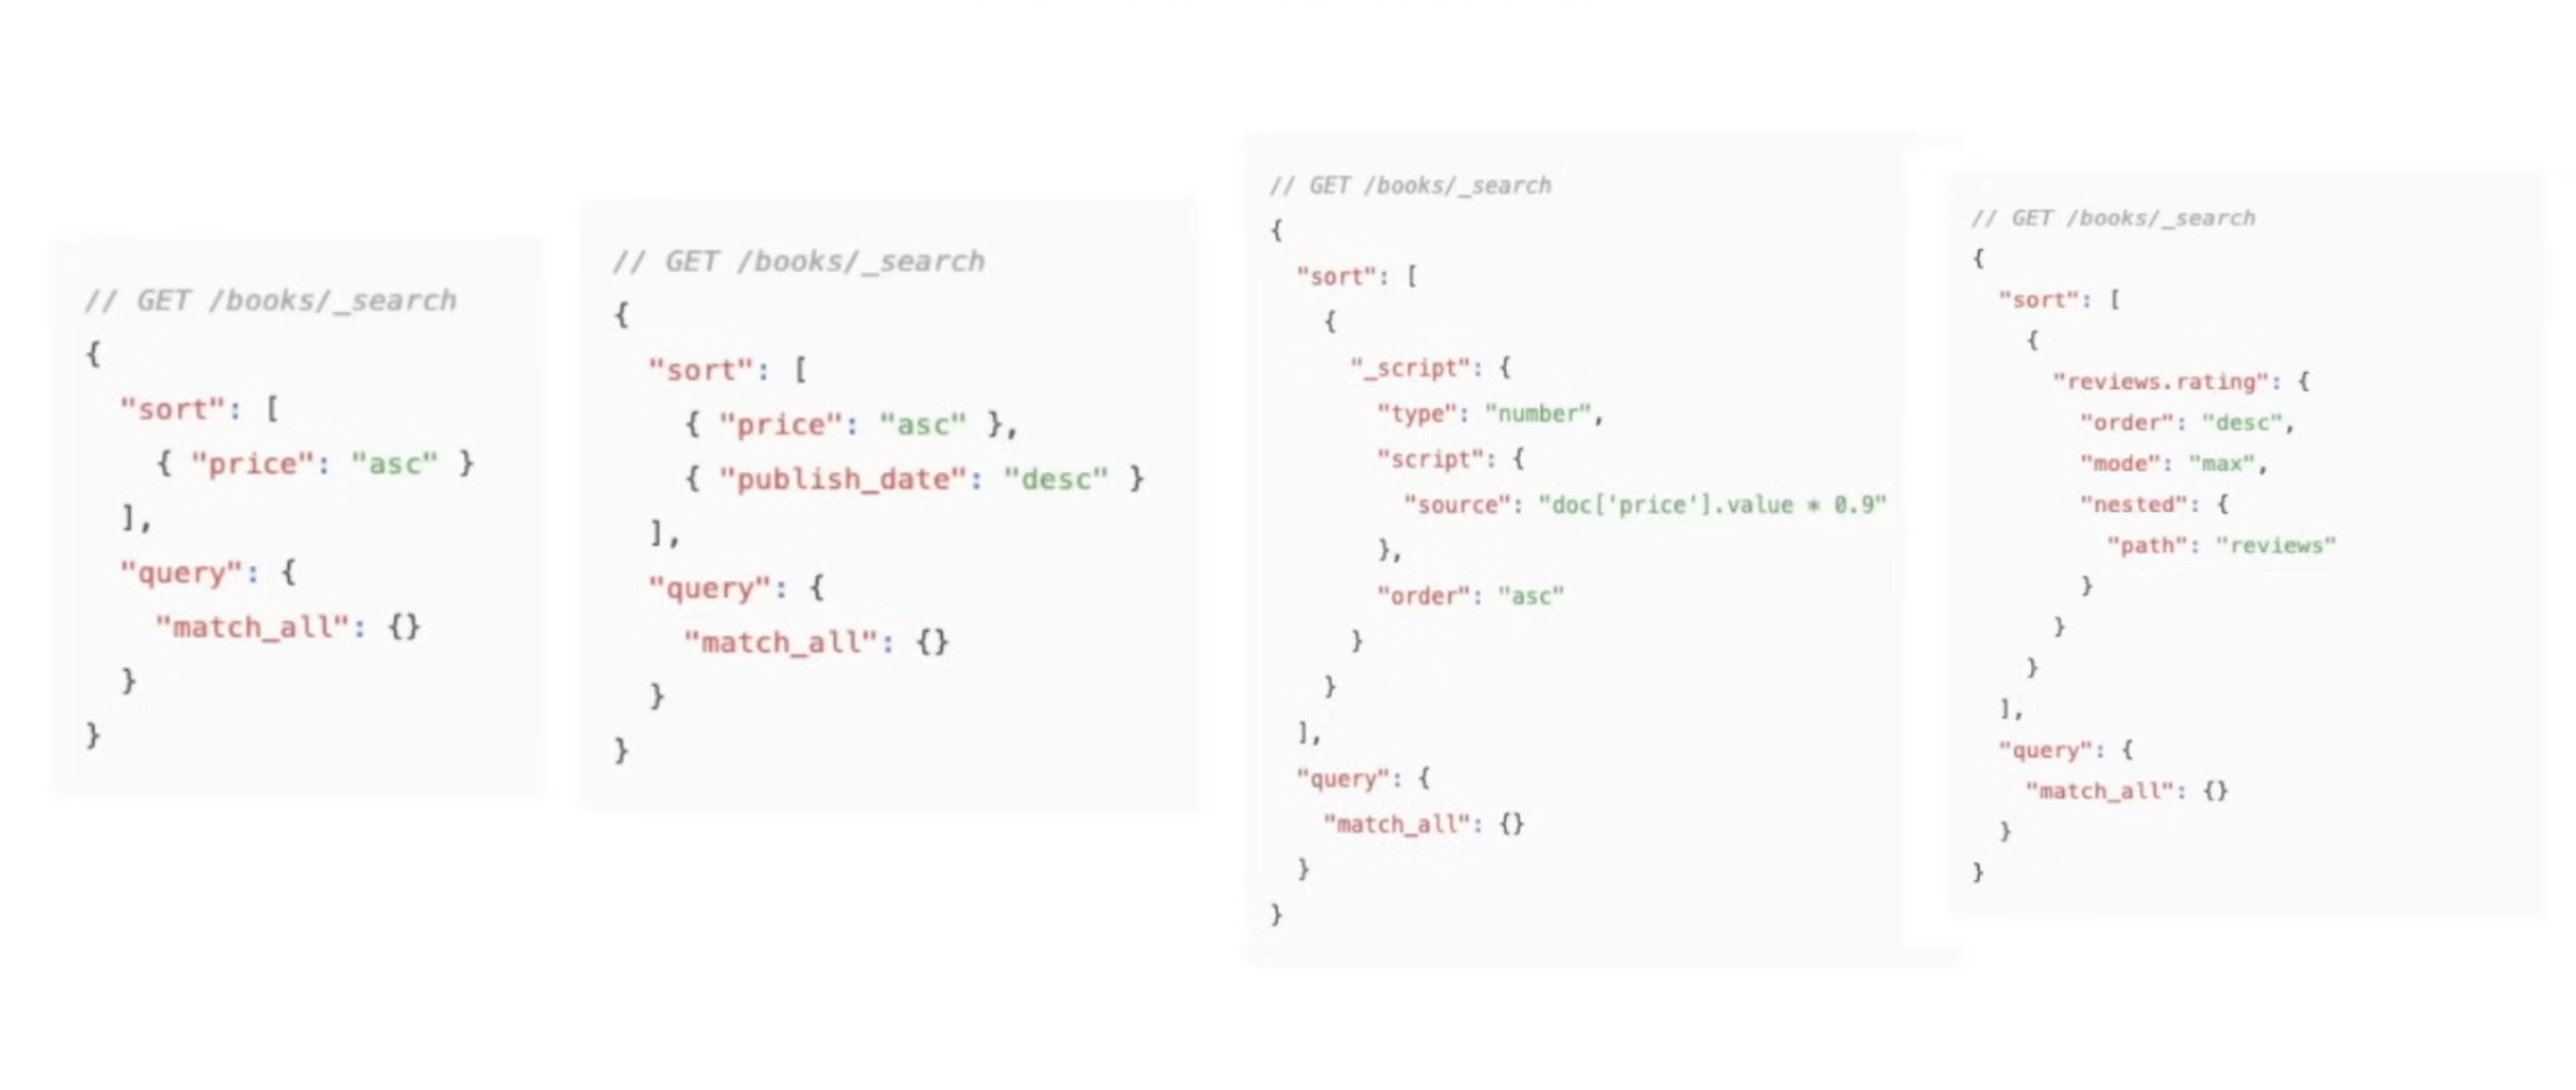 // GET /books/_search
{
  "sort": [
    { "price": "asc" }
  ],
  "query": {
    "match_all": {}
  }
}
// GET /books/_search
{
  "sort": [
    { "price": "asc" },
    { "publish_date": "desc" }
  ],
  "query": {
    "match_all": {}
  }
}
// GET /books/_search
{
  "sort": [
    {
      "_script": {
        "type": "number",
        "script": {
          "source": "doc['price'].value * 0.9"
        },
        "order": "asc"
      }
    }
  ],
  "query": {
    "match_all": {}
  }
}
// GET /books/_search
{
  "sort": [
    {
      "reviews.rating": {
        "order": "desc",
        "mode": "max",
        "nested": {
          "path": "reviews"
        }
      }
    }
  ],
  "query": {
    "match_all": {}
  }
}